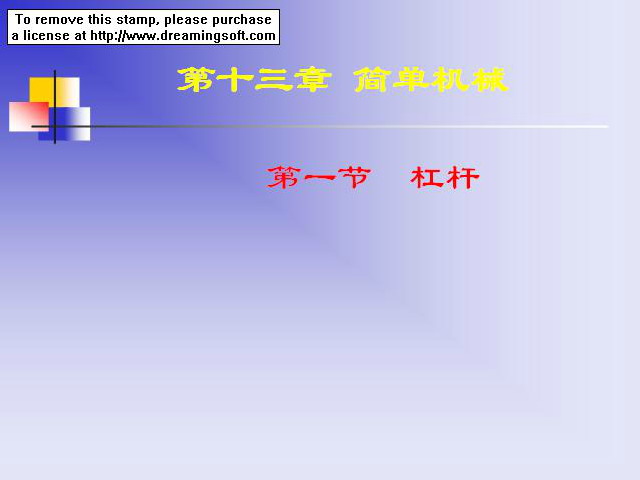 To remove this stamp, please purchase
a license at http://www.dreamingsoft.com
第十三章 简单机械
第一节 杠杆